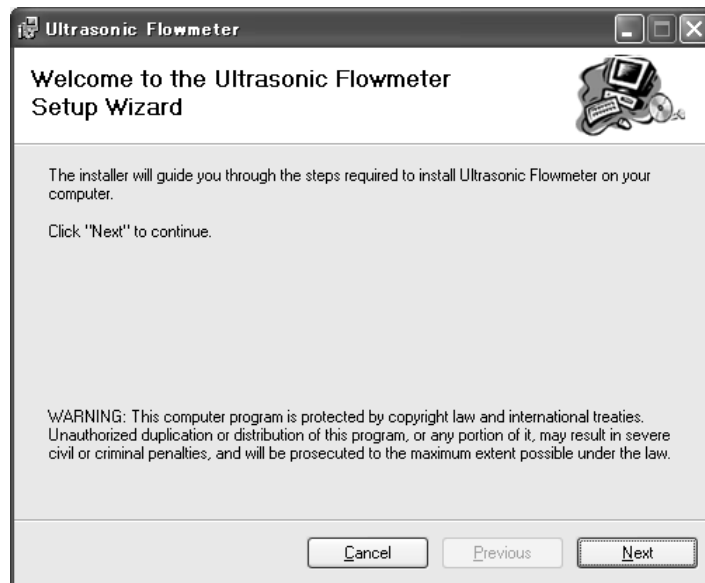 Ultrasonic Flowmeter
Welcome to the Ultrasonic Flowmeter
Setup Wizard
The installer will guide you through the steps required to install Ultrasonic Flowmeter on your
computer.
Click "Next" to continue.
WARNING: This computer program is protected by copyright law and international treaties.
Unauthorized duplication or distribution of this program, or any portion of it, may result in severe
civil or criminal penalties, and will be prosecuted to the maximum extent possible under the law.
Cancel Previous Next